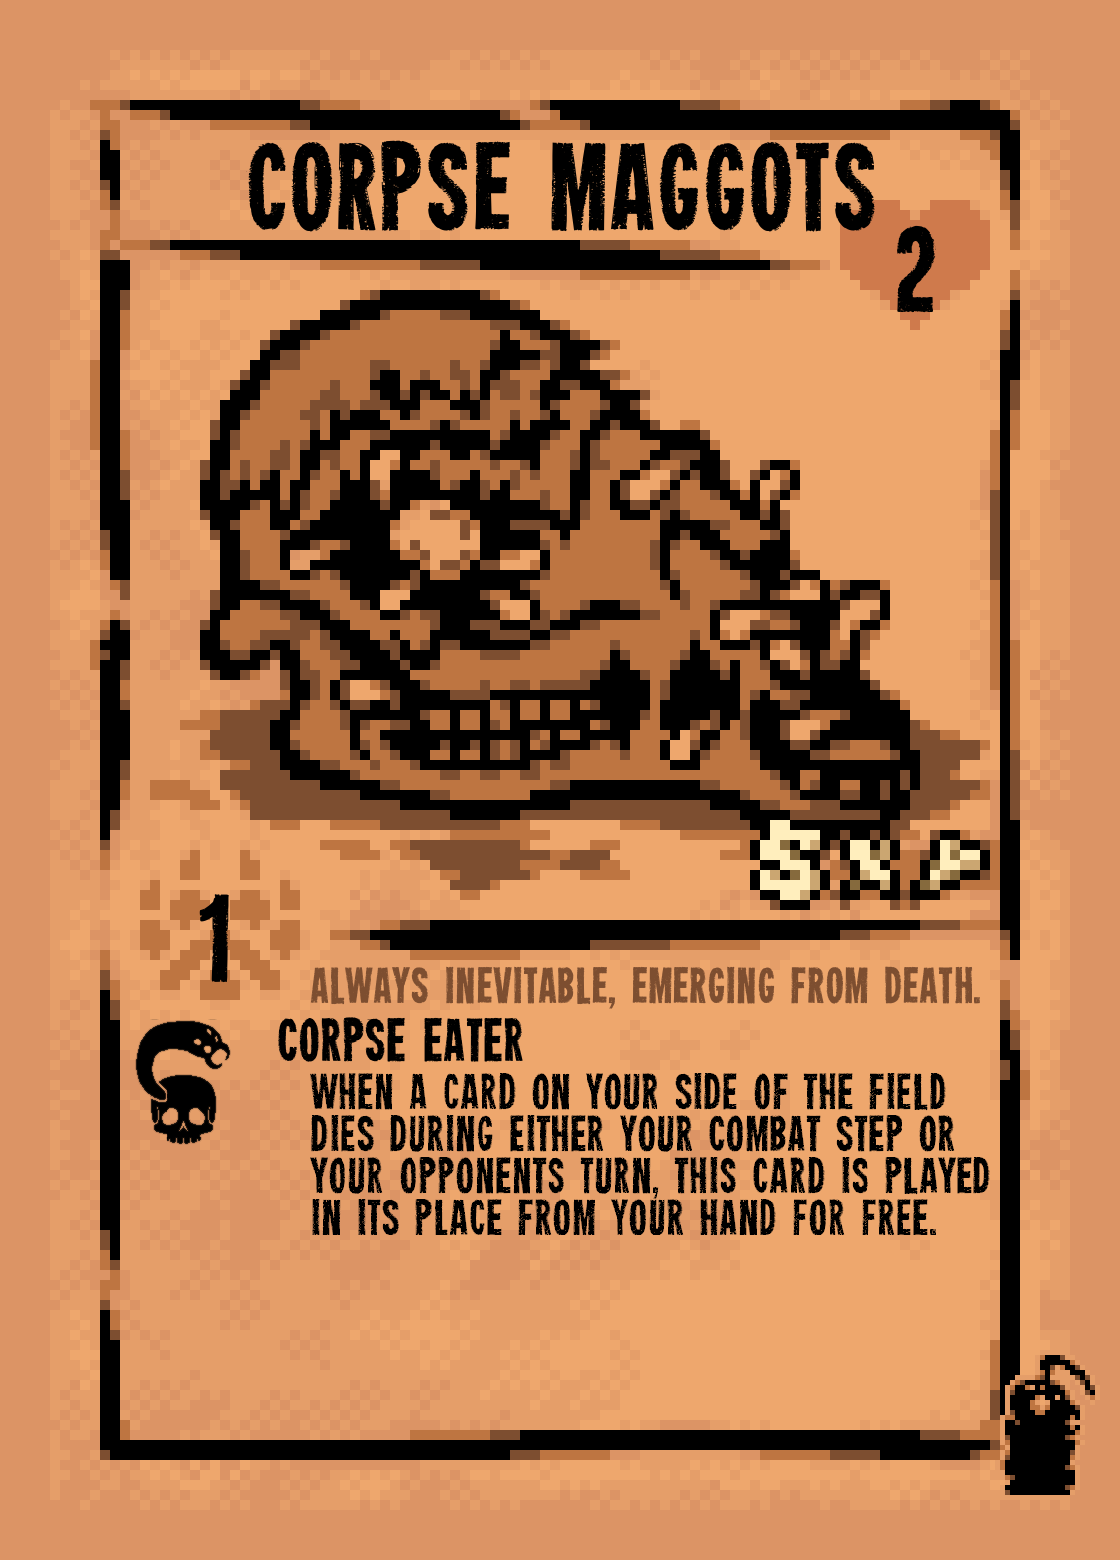 CORPSE MAGGOTS
2
5 X
1
ALWAYS INEVITABLE, EMERGING FROM DEATH.
CORPSE EATER
WHEN A CARD ON YOUR SIDE OF THE FIELD
DIES DURING EITHER YOUR COMBAT STEP OR
YOUR OPPONENTS TURN, THIS CARD IS PLAYED
IN ITS PLACE FROM YOUR HAND FOR FREE.